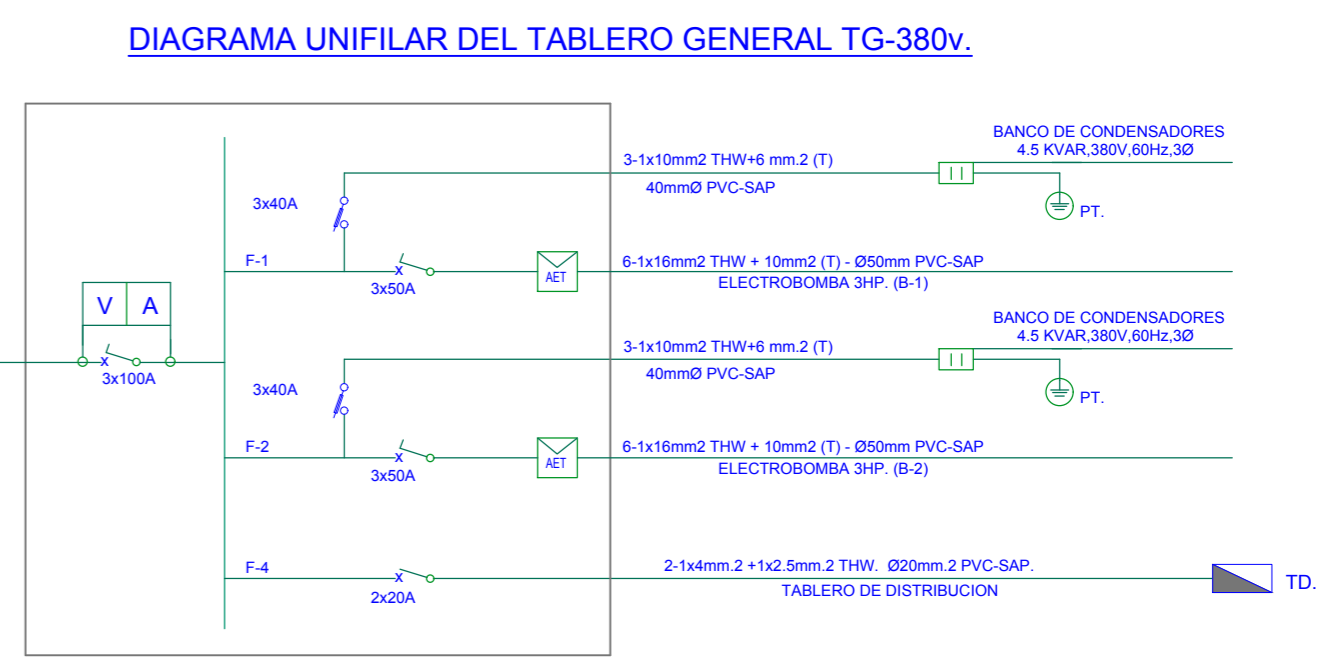 DIAGRAMA UNIFILAR DEL TABLERO GENERAL TG-380v.
BANCO DE CONDENSADORES
4.5 KVAR,380V,60Hz,3Ø
3-1x10mm2 THW+6 mm.2 (T)
40mmØ PVC-SAP
3x40A
PT.
F-1
3x50A
AET
6-1x16mm2 THW + 10mm2 (T) - Ø50mm PVC-SAP
ELECTROBOMBA 3HP. (B-1)
V A
3x100A
BANCO DE CONDENSADORES
4.5 KVAR,380V,60Hz,3Ø
3-1x10mm2 THW+6 mm.2 (T)
40mmØ PVC-SAP
3x40A
PT.
F-2
3x50A
AET
6-1x16mm2 THW + 10mm2 (T) - Ø50mm PVC-SAP
ELECTROBOMBA 3HP. (B-2)
F-4
2x20A
2-1x4mm.2 +1x2.5mm.2 THW. Ø20mm.2 PVC-SAP.
TABLERO DE DISTRIBUCION
TD.